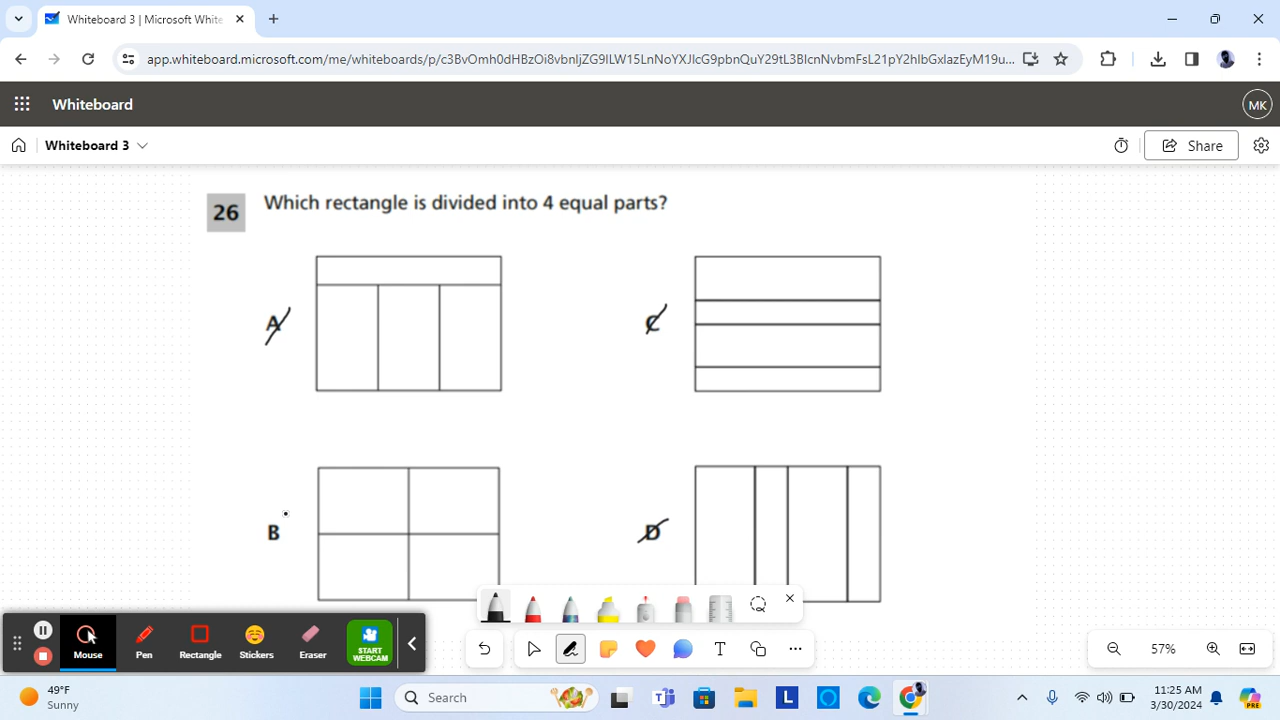 Whiteboard 3 | Microsoft White
app.whiteboard.microsoft.com/me/whiteboards/p/c3BvOmh0dHBzOi8vbnljZG9lLW15LnNoYXJlcG9pbnQuY29tL3BlcnNvbmFsL21pY2hlbGxlazEyM19u...
Whiteboard
MK
Whiteboard 3
Share
26
Which rectangle is divided into 4 equal parts?
A
C
B
D
Mouse
Pen
Rectangle
Stickers
Eraser
START
WEBCAM
T
57%
49°F
Sunny
Search
L
11:25 AM
3/30/2024
PRE